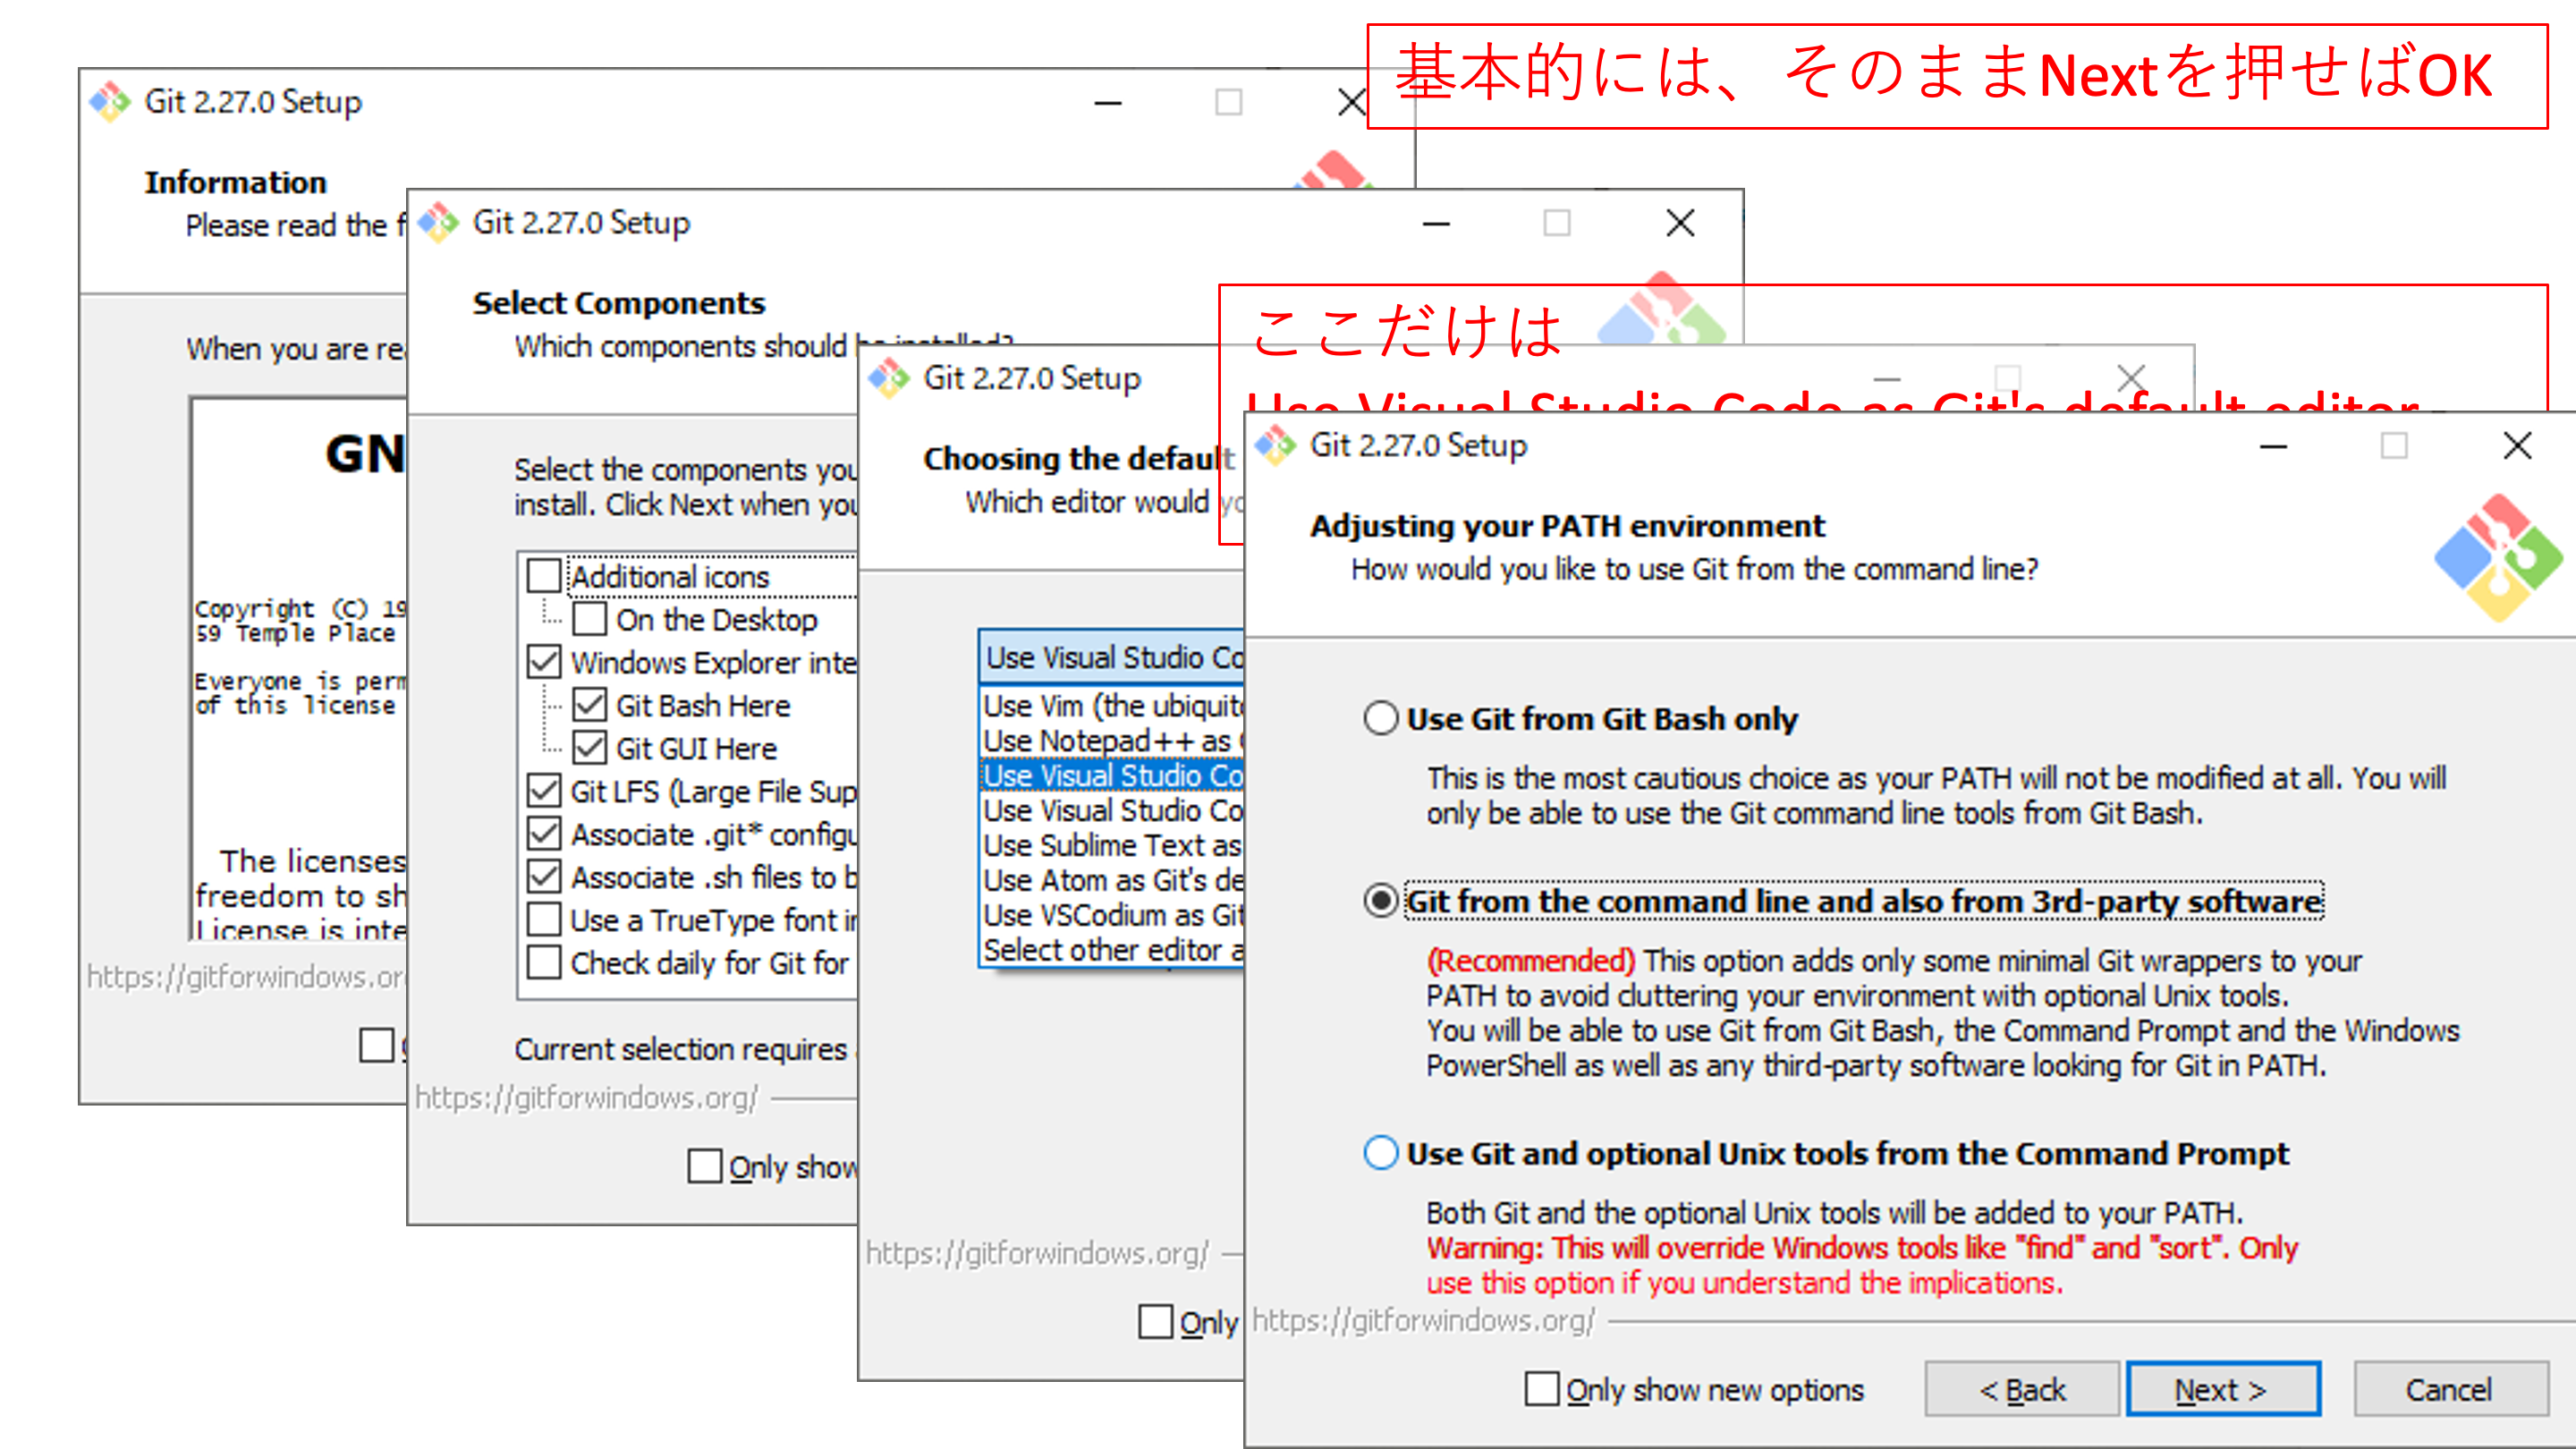 基本的には、そのままNextを押せばOK
Git 2.27.0 Setup
Information
Please read the
When you are
GN
Copyright (C) 19
59 Temple Place
Everyone is
of this license
The licenses
freedom to
License is
https://gitforwindows.org
Git 2.27.0 Setup
Select Components
Which components should be installed?
Select the components you
install. Click Next when you
Additional icons
On the Desktop
Windows Explorer
Git Bash Here
Git GUI Here
Git LFS (Large File
Associate .git*
Associate .sh files to
Use a TrueType font
Check daily for Git for
Current selection requires
https://gitforwindows.org/
Only show
ここだけは
Use Visual Studio Code as Git's default editor
Git 2.27.0 Setup
Choosing the default
Which editor would
Use Visual Studio
Use Vim (the
Use Notepad++ as
Use Visual Studio
Use Visual Studio
Use Sublime Text as
Use Atom as Git's
Use VSCodium as
Select other editor
https://gitforwindows.org/
Only
Git 2.27.0 Setup
Adjusting your PATH environment
How would you like to use Git from the command line?
Use Git from Git Bash only
This is the most cautious choice as your PATH will not be modified at all. You will
only be able to use the Git command line tools from Git Bash.
Git from the command line and also from 3rd-party software
(Recommended) This option adds only some minimal Git wrappers to your
PATH to avoid cluttering your environment with optional Unix tools.
You will be able to use Git from Git Bash, the Command Prompt and the Windows
PowerShell as well as any third-party software looking for Git in PATH.
Use Git and optional Unix tools from the Command Prompt
Both Git and the optional Unix tools will be added to your PATH.
Warning: This will override Windows tools like "find" and "sort". Only
use this option if you understand the implications.
https://gitforwindows.org/
Only show new options
< Back
Next >
Cancel